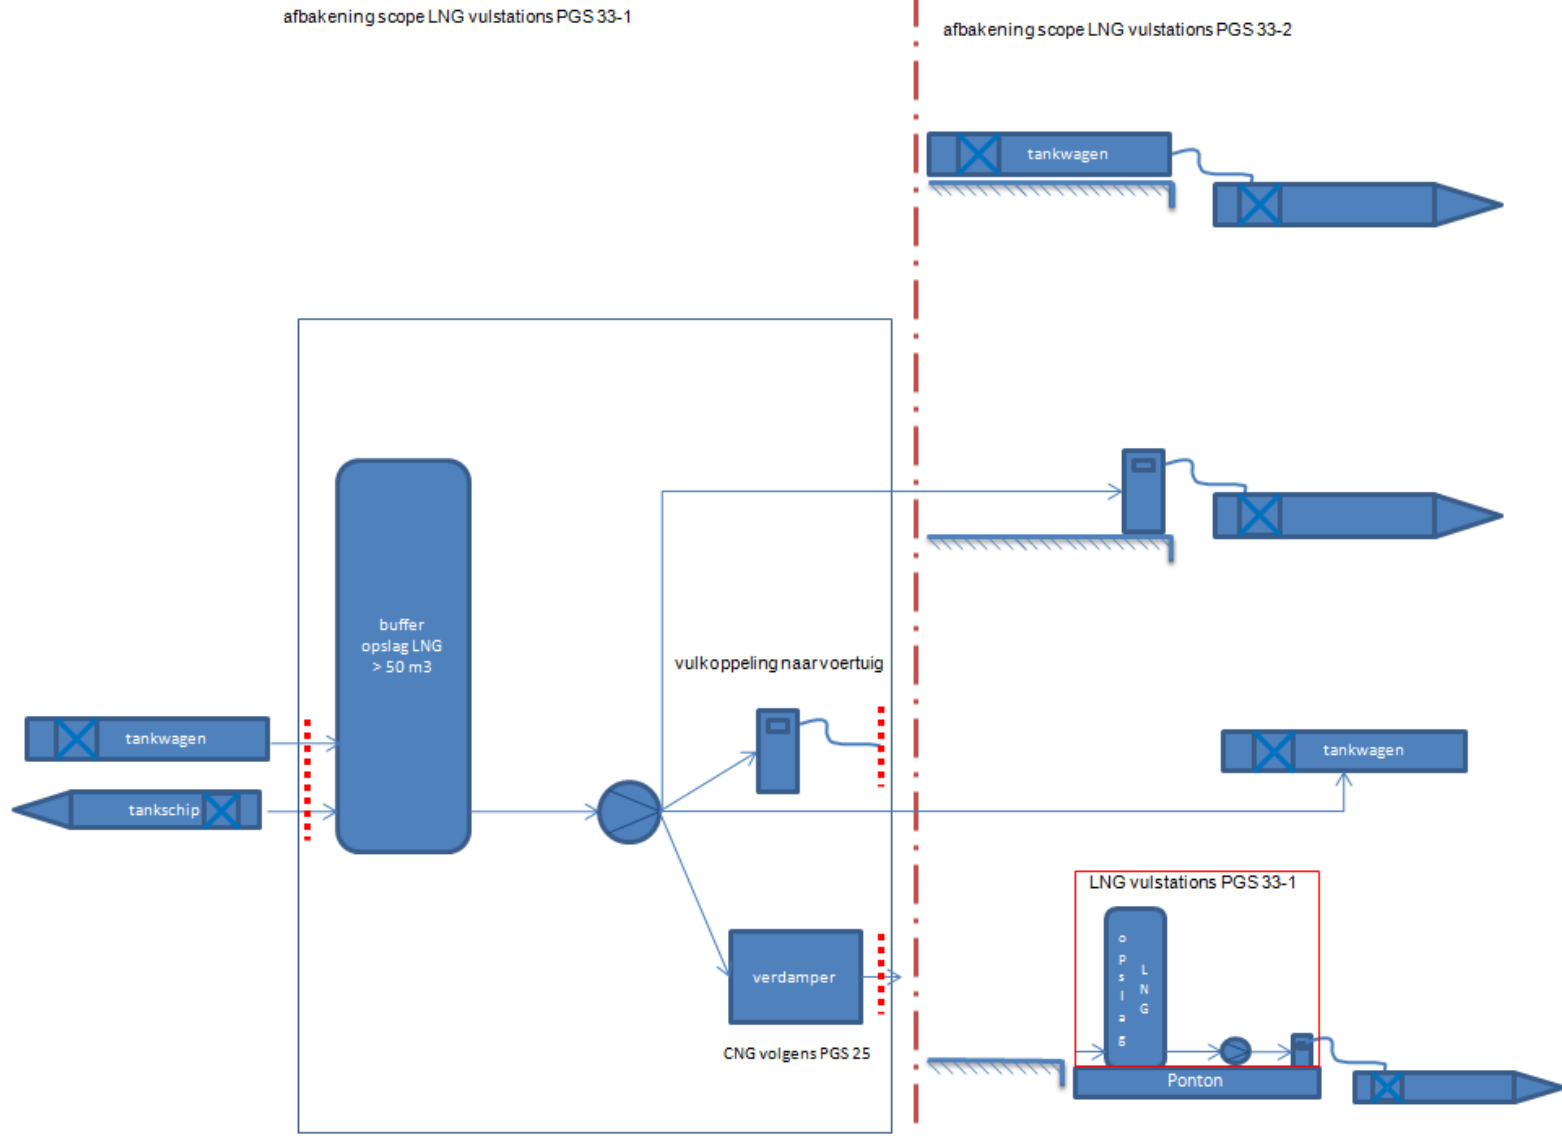 afbakening scope LNG vulstations PGS 33-1
afbakening scope LNG vulstations PGS 33-2
tankwagen
buffer
opslag LNG
> 50 m3
vulkoppeling naar voertuig
tankwagen
tankschip
tankwagen
verdamper
CNG volgens PGS 25
LNG vulstations PGS 33-1
opslag
LNG
Ponton